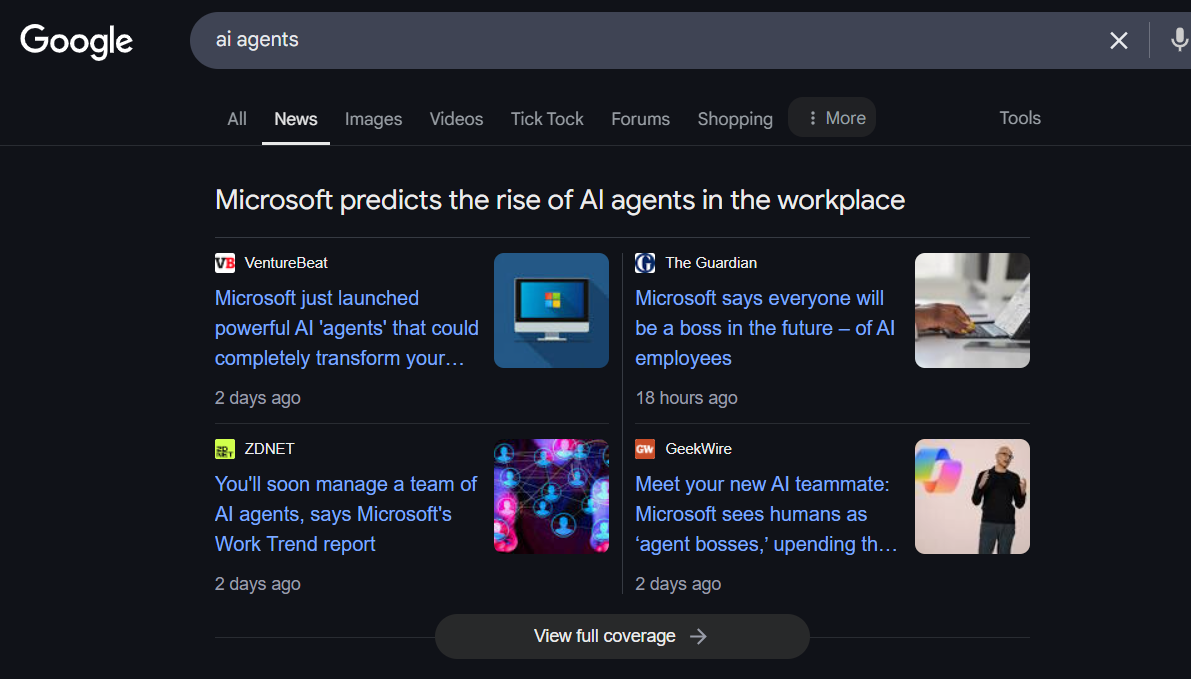 Google
ai agents
All News Images Videos Tick Tock Forums Shopping More Tools
Microsoft predicts the rise of AI agents in the workplace
VB VentureBeat
Microsoft just launched
powerful AI 'agents' that could
completely transform your…
2 days ago
G The Guardian
Microsoft says everyone will
be a boss in the future – of AI
employees
18 hours ago
ZDNET ZDNET
You'll soon manage a team of
AI agents, says Microsoft's
Work Trend report
2 days ago
GW GeekWire
Meet your new AI teammate:
Microsoft sees humans as
‘agent bosses,’ upending th…
2 days ago
View full coverage